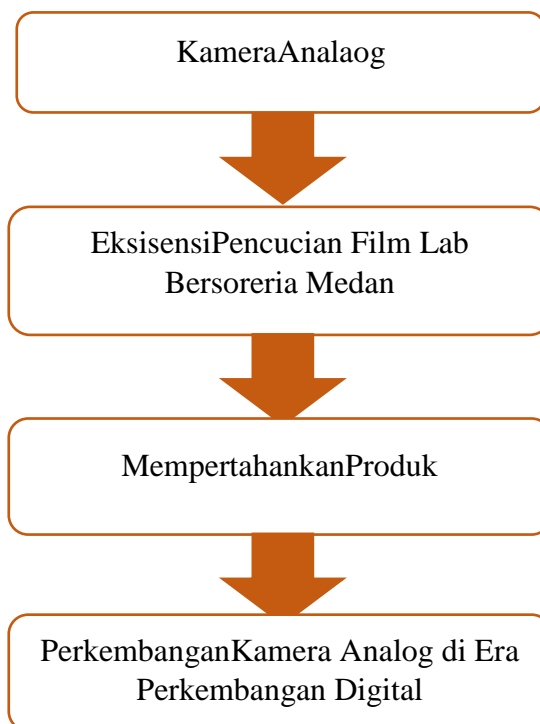 KameraAnalaog
EksisensiPencucian Film Lab
Bersoreria Medan
MempertahankanProduk
PerkembanganKamera Analog di Era
Perkembangan Digital